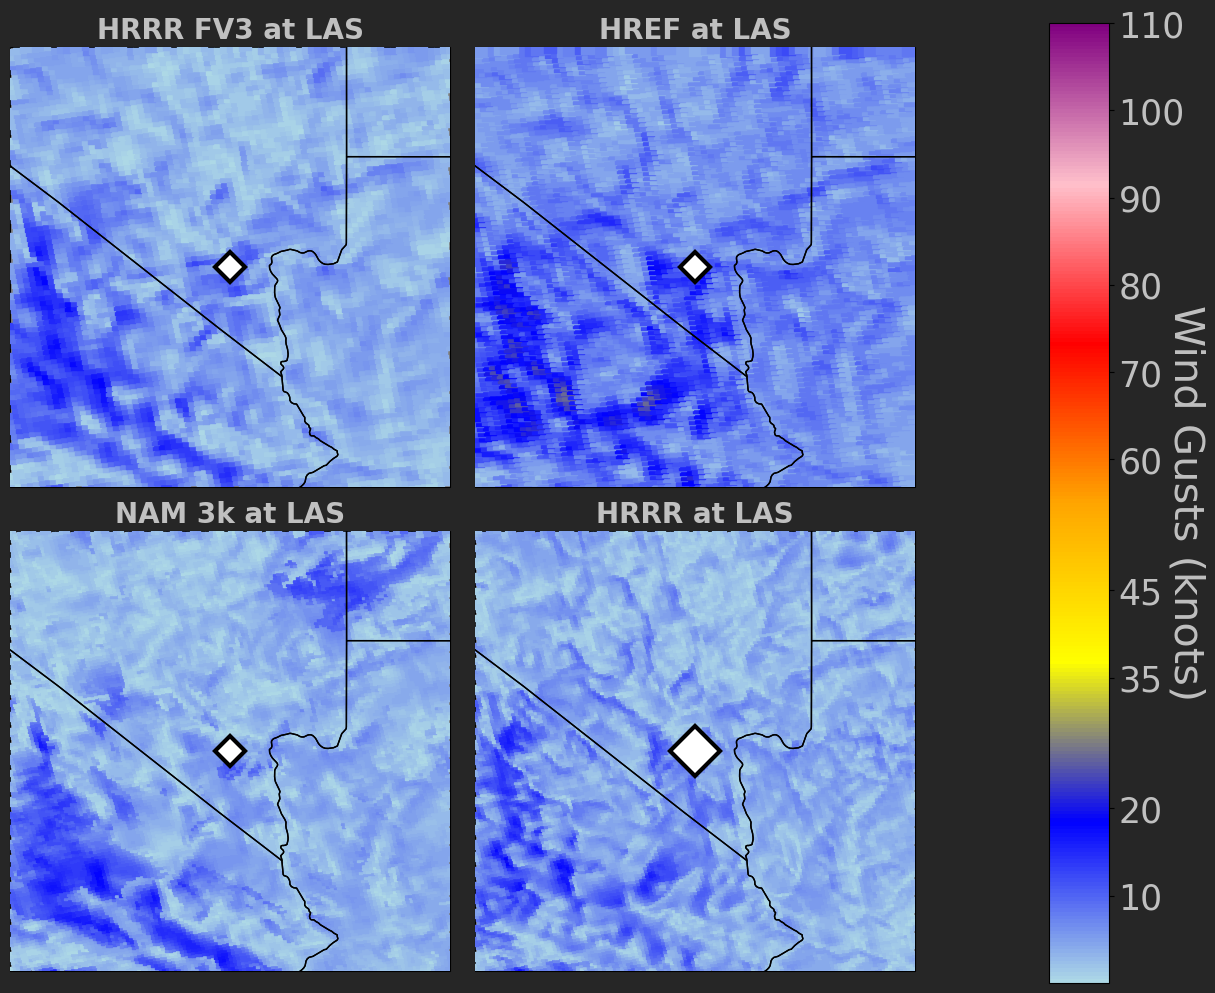 HRRR FV3 at LAS
HREF at LAS
NAM 3k at LAS
HRRR at LAS
110
100
90
80
70
60
45
35
20
10
Wind Gusts (knots)